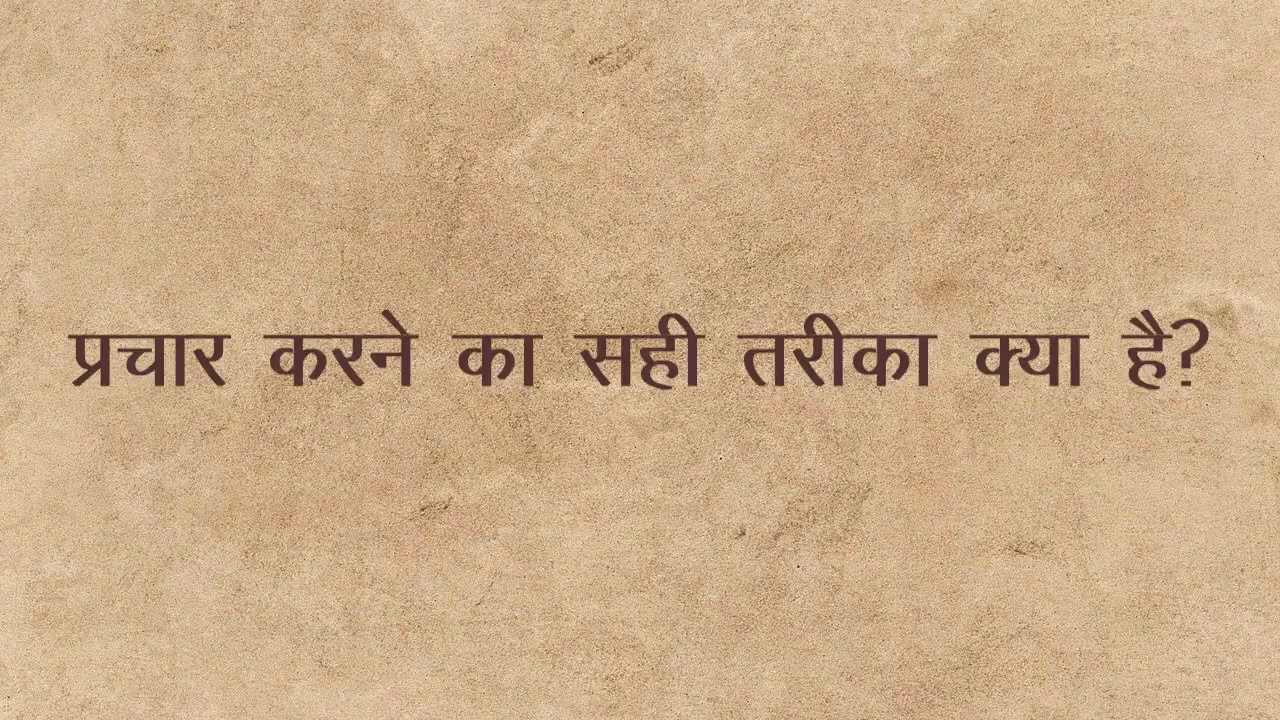 प्रचार करने का सही तरीका क्या है?